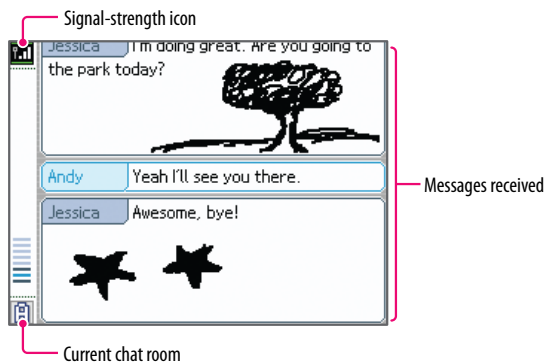 Signal-strength icon
Jessica I'm doing great. Are you going to
the park today?
Andy Yeah I'll see you there.
Messages received
Jessica Awesome, bye!
Current chat room